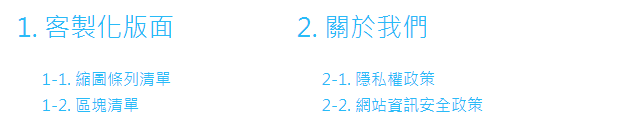 1. 客製化版面
1-1. 縮圖條列清單
1-2. 區塊清單
2. 關於我們
2-1. 隱私權政策
2-2. 網站資訊安全政策